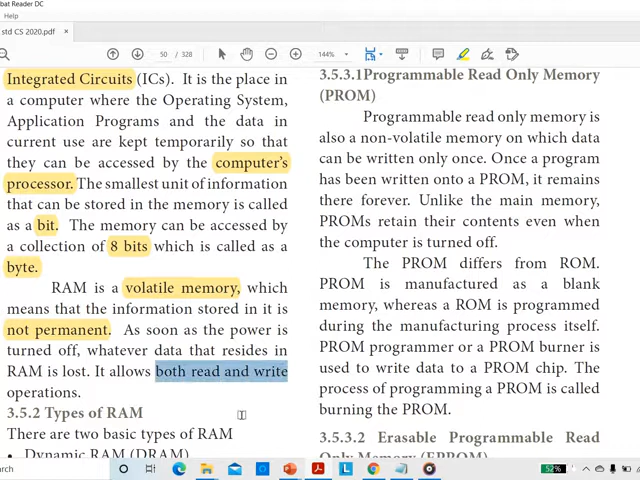 obat Reader DC
Help
std CS 2020.pdf ×
50 / 328
144%
Integrated Circuits (ICs). It is the place in
a computer where the Operating System,
Application Programs and the data in
current use are kept temporarily so that
they can be accessed by the computer's
processor. The smallest unit of information
that can be stored in the memory is called
as a bit. The memory can be accessed by
a collection of 8 bits which is called as a
byte.
RAM is a volatile memory, which
means that the information stored in it is
not permanent. As soon as the power is
turned off, whatever data that resides in
RAM is lost. It allows both read and write
operations.
3.5.2 Types of RAM
There are two basic types of RAM
• Dynamic RAM (DRAM)
3.5.3.1Programmable Read Only Memory
(PROM)
Programmable read only memory is
also a non-volatile memory on which data
can be written only once. Once a program
has been written onto a PROM, it remains
there forever. Unlike the main memory,
PROMs retain their contents even when
the computer is turned off.
The PROM differs from ROM.
PROM is manufactured as a blank
memory, whereas a ROM is programmed
during the manufacturing process itself.
PROM programmer or a PROM burner is
used to write data to a PROM chip. The
process of programming a PROM is called
burning the PROM.
3.5.3.2 Erasable Programmable Read
Only Memory (EPROM)
earch
52%